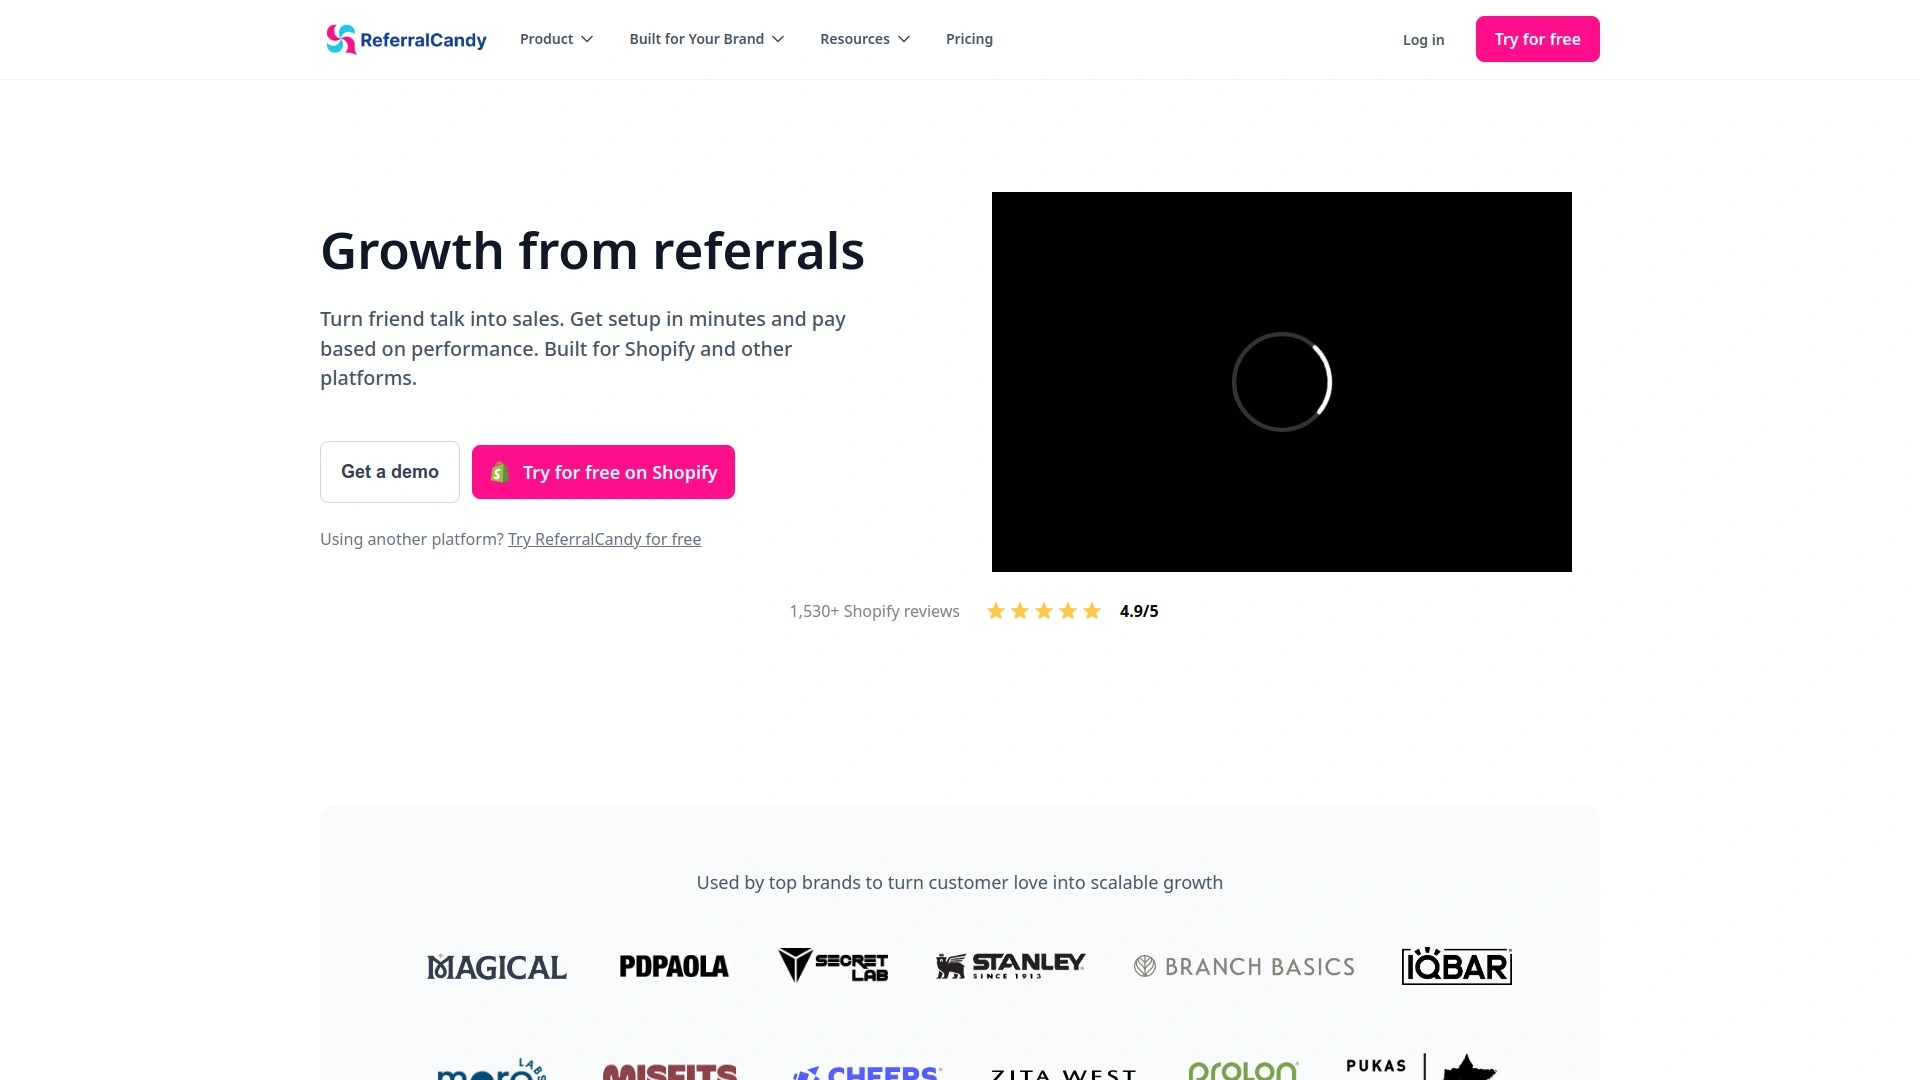 ReferralCandy
Product
Built for Your Brand
Resources
Pricing
Log in
Try for free
Growth from referrals
Turn friend talk into sales. Get setup in minutes and pay
based on performance. Built for Shopify and other
platforms.
Get a demo
Try for free on Shopify
Using another platform? Try ReferralCandy for free
1,530+ Shopify reviews
4.9/5
Used by top brands to turn customer love into scalable growth
MAGICAL
PDPAOLA
SECRET
LAB
STANLEY
SINCE 1913
BRANCH BASICS
IQBAR
more
LABS
MISFITS
CHEERS
ZITA WEST
PROLON
PUKAS